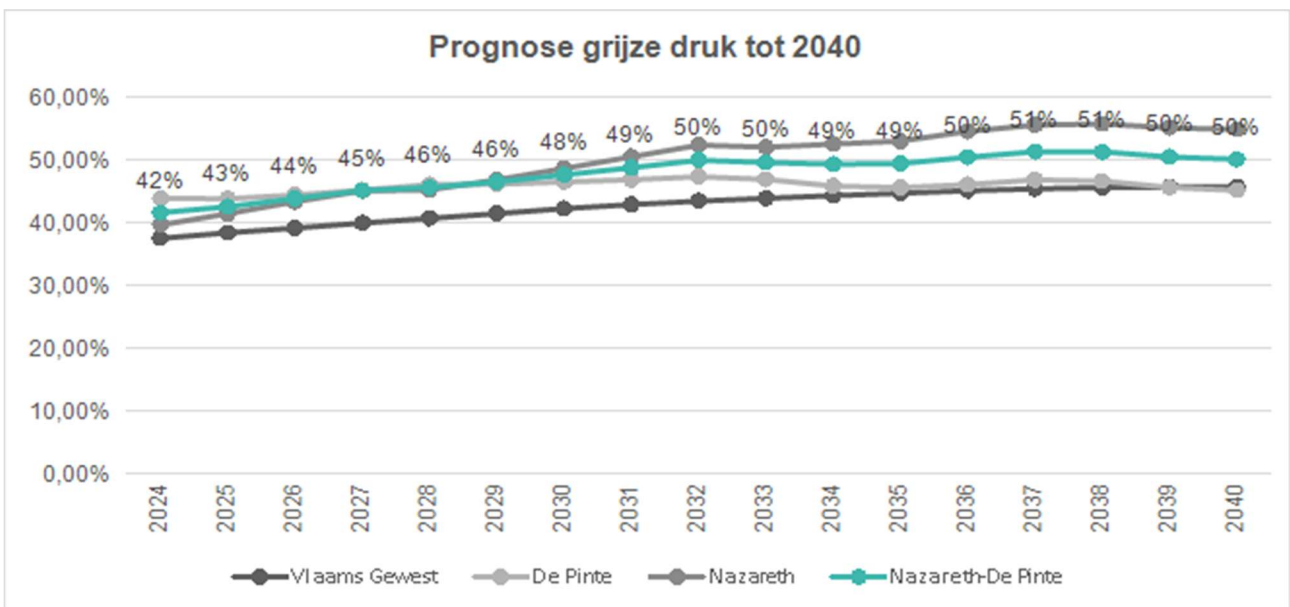 Prognose grijze druk tot 2040
60,00%
50,00%
40,00%
30,00%
20,00%
10,00%
0,00%
42% 43% 44% 45% 46% 46% 48% 49% 50% 50% 49% 49% 50% 51% 51% 50% 50%
2024 2025 2026 2027 2028 2029 2030 2031 2032 2033 2034 2035 2036 2037 2038 2039 2040
Vlaams Gewest De Pinte Nazareth Nazareth-De Pinte